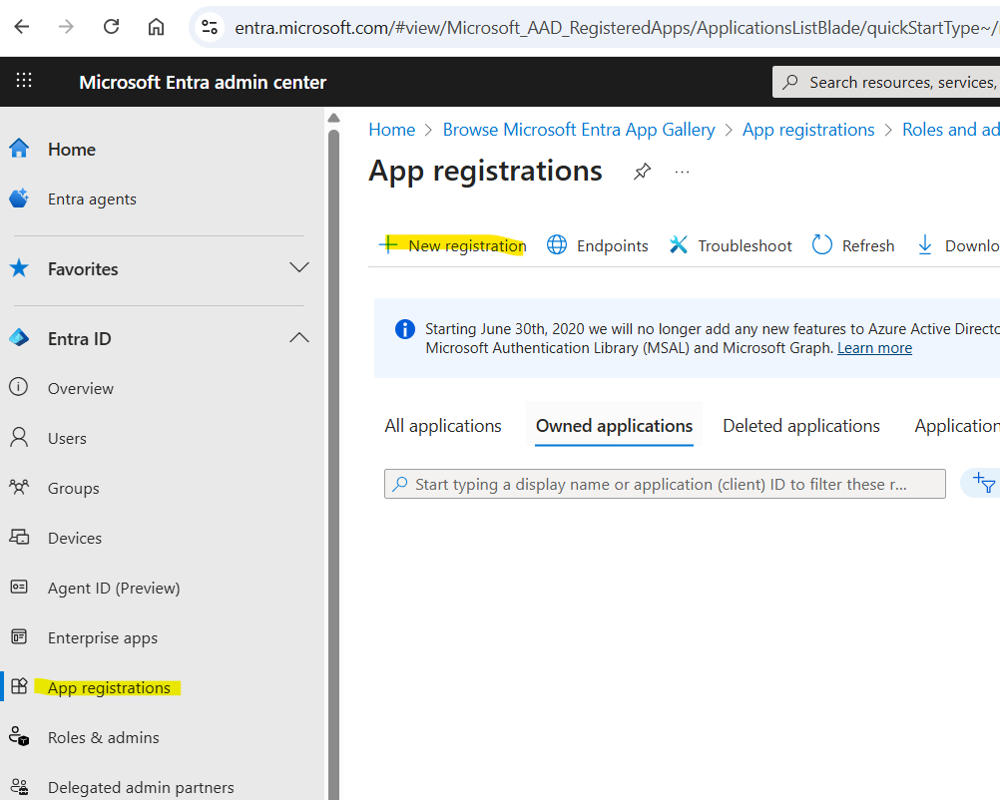 entra.microsoft.com/#view/Microsoft_AAD_RegisteredApps/ApplicationsListBlade/quickStartType~/
Microsoft Entra admin center
Search resources, services,
Home
Entra agents
Favorites
Entra ID
Overview
Users
Groups
Devices
Agent ID (Preview)
Enterprise apps
App registrations
Roles & admins
Delegated admin partners
Home > Browse Microsoft Entra App Gallery > App registrations > Roles and ad
App registrations
New registration
Endpoints
Troubleshoot
Refresh
Downlo
Starting June 30th, 2020 we will no longer add any new features to Azure Active Directo
Microsoft Authentication Library (MSAL) and Microsoft Graph. Learn more
All applications
Owned applications
Deleted applications
Application
Start typing a display name or application (client) ID to filter these r...